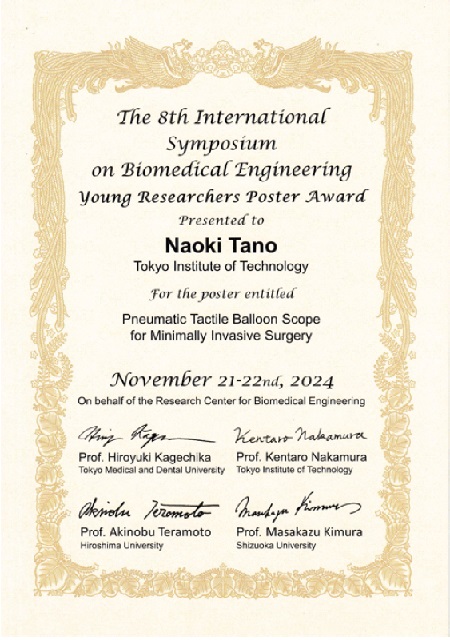 The 8th International
Symposium
on Biomedical Engineering
Young Researchers Poster Award
Presented to
Naoki Tano
Tokyo Institute of Technology
For the poster entitled
Pneumatic Tactile Balloon Scope
for Minimally Invasive Surgery
November 21-22nd, 2024
On behalf of the Research Center for Biomedical Engineering
Kentaro Nakamura
Prof. Hiroyuki Kagechika Prof. Kentaro Nakamura
Tokyo Medical and Dental University Tokyo Institute of Technology
Akinobu Teramoto Masakazu Kimura
Prof. Akinobu Teramoto Prof. Masakazu Kimura
Hiroshima University Shizuoka University